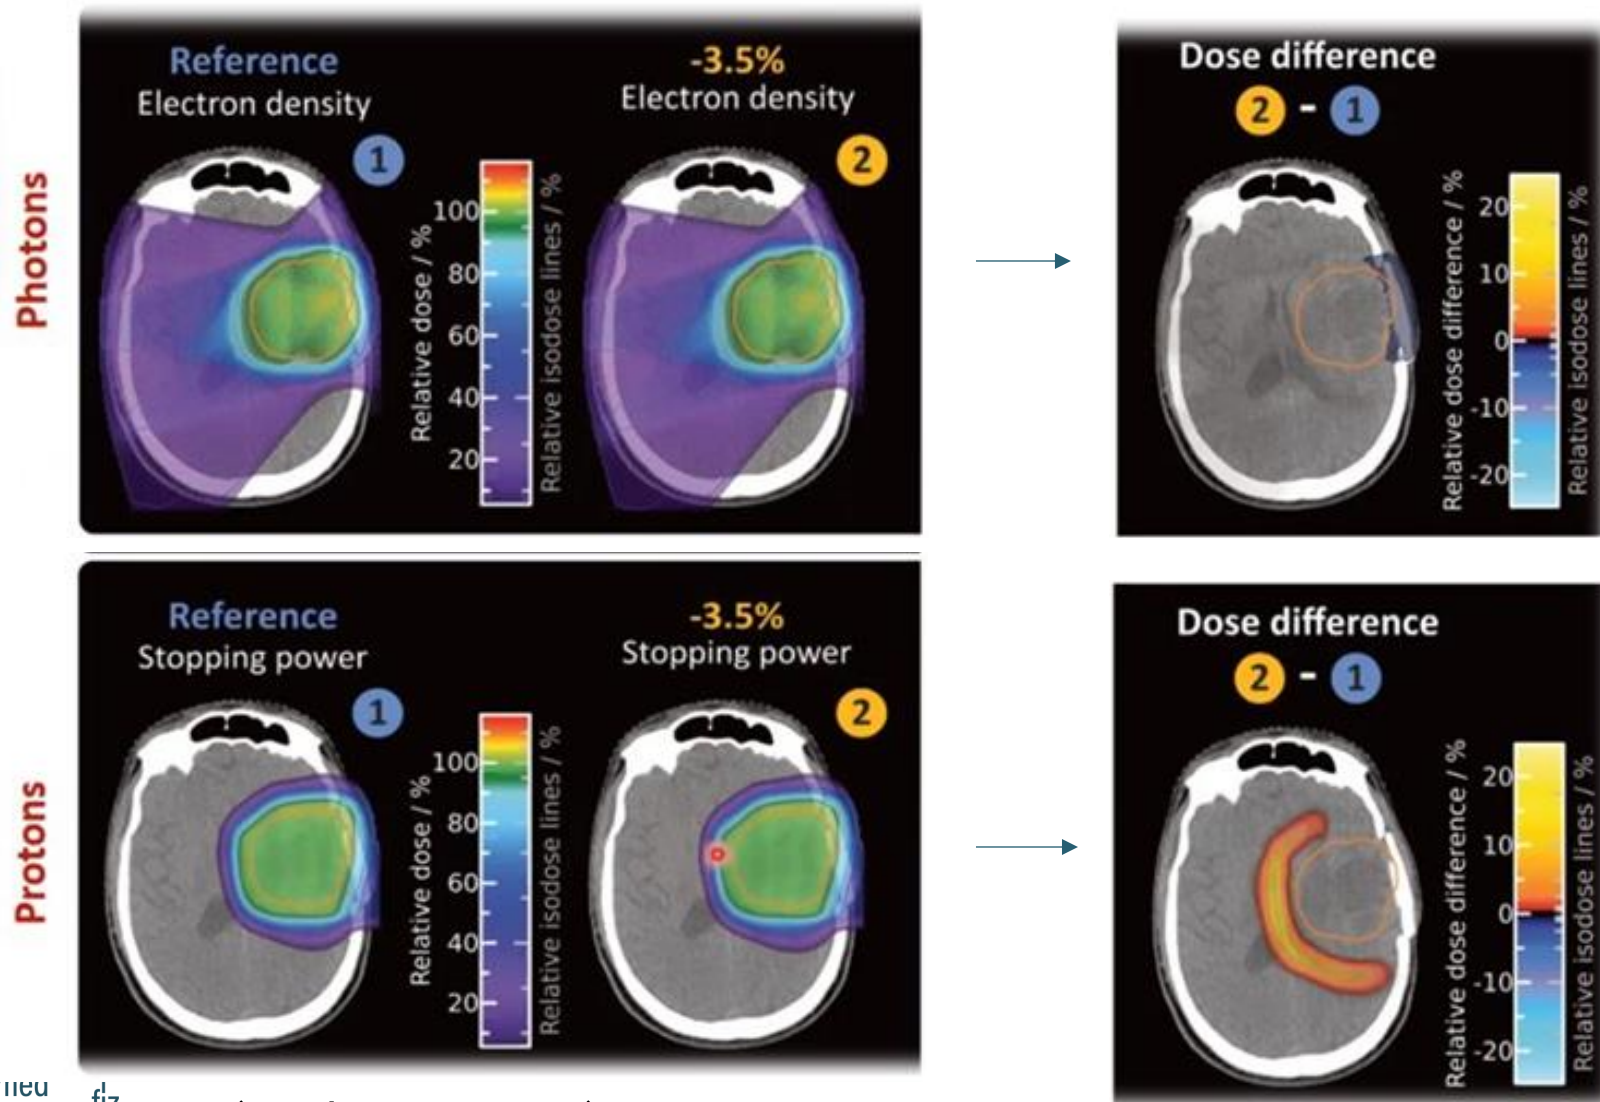 Photons
Reference
Electron density
1
-3.5%
Electron density
2
Relative dose / %
100
80
60
40
20
Relative isodose lines / %
Dose difference
2 - 1
Relative dose difference / %
20
10
0
-10
-20
Relative isodose lines / %
Protons
Reference
Stopping power
1
-3.5%
Stopping power
2
Relative dose / %
100
80
60
40
20
Relative isodose lines / %
Dose difference
2 - 1
Relative dose difference / %
20
10
0
-10
-20
Relative isodose lines / %